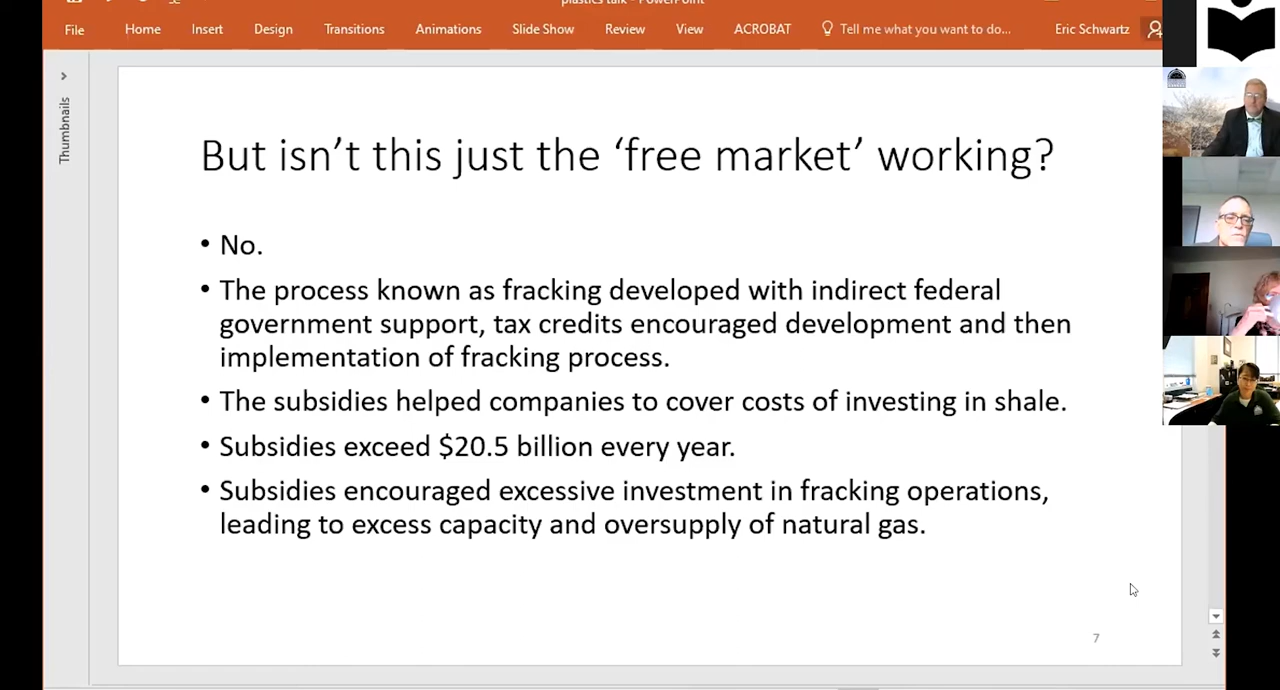 plastics talk - PowerPoint
File Home Insert Design Transitions Animations Slide Show Review View ACROBAT Tell me what you want to do... Eric Schwartz
Thumbnails
But isn't this just the ‘free market’ working?
• No.
• The process known as fracking developed with indirect federal
government support, tax credits encouraged development and then
implementation of fracking process.
• The subsidies helped companies to cover costs of investing in shale.
• Subsidies exceed $20.5 billion every year.
• Subsidies encouraged excessive investment in fracking operations,
leading to excess capacity and oversupply of natural gas.
7